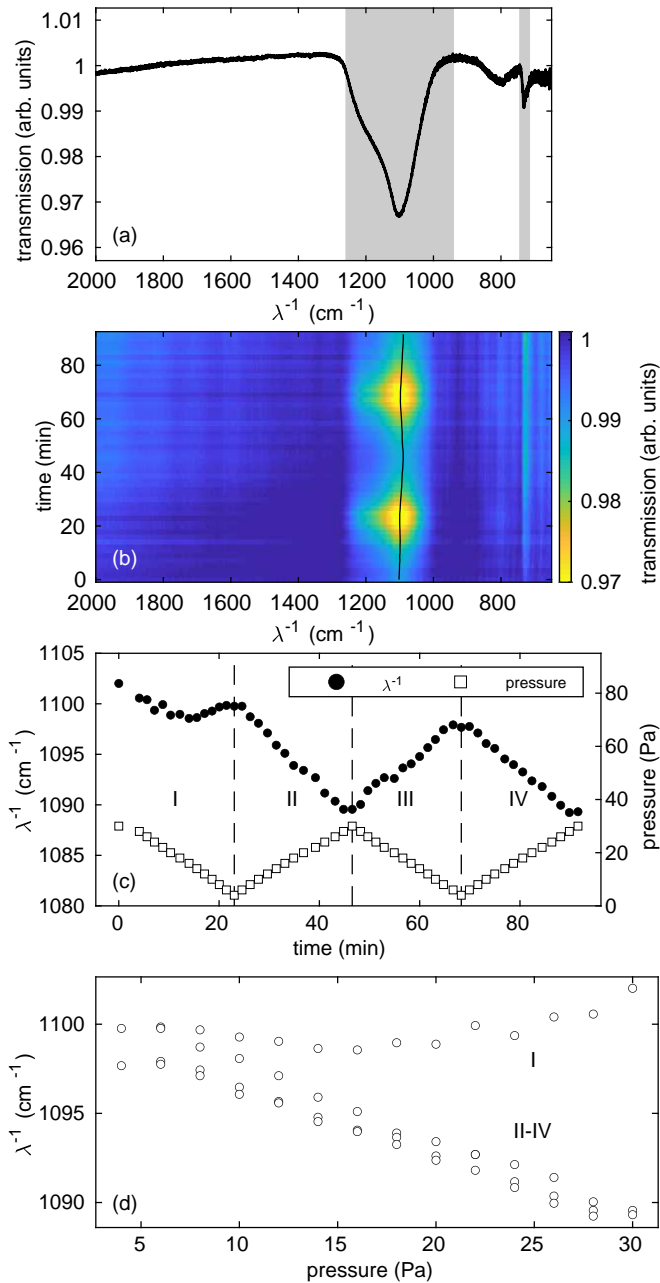 1.01
1
0.99
0.98
0.97
0.96
transmission (arb. units)
(a)
2000 1800 1600 1400 1200 1000 800
λ⁻¹ (cm⁻¹)
80
60
40
20
0
time (min)
(b)
1
0.99
0.98
0.97
transmission (arb. units)
2000 1800 1600 1400 1200 1000 800
λ⁻¹ (cm⁻¹)
1105
1100
1095
1090
1085
1080
λ⁻¹ (cm⁻¹)
λ⁻¹ pressure
I II III IV
(c)
80
60
40
20
0
pressure (Pa)
0 20 40 60 80
time (min)
1100
1095
1090
λ⁻¹ (cm⁻¹)
I
II-IV
(d)
5 10 15 20 25 30
pressure (Pa)